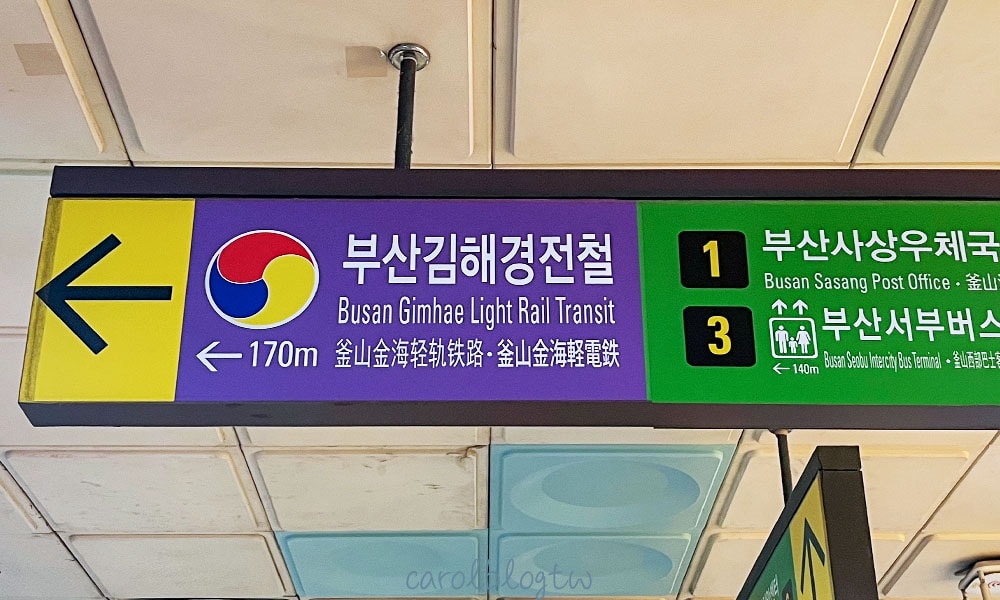 부산김해경전철
Busan Gimhae Light Rail Transit
170m 釜山金海轻轨铁路·釜山金海軽電鉄
1 부산사상우체국
Busan Sasang Post Office · 釜山
3 부산서부버스
Busan Seobu Intercity Bus Terminal · 釜山西部巴士客
140m